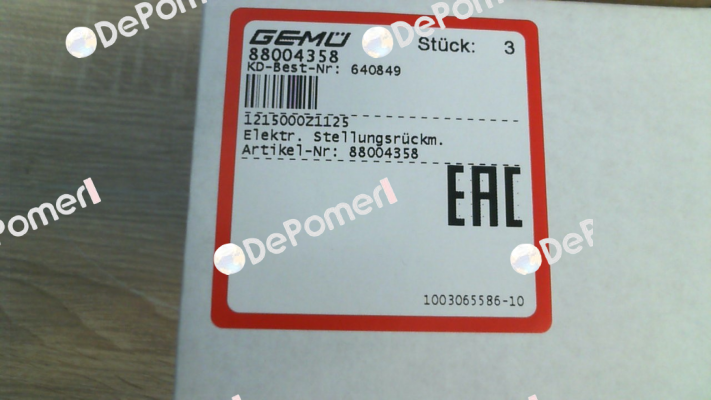 GEMÜ Stück: 3
88004358
KD-Best-Nr: 640849
1215000Z1125
Elektr. Stellungsrückm.
Artikel-Nr: 88004358
EAC
1003065586-10
DePomerl
DePomerl
DePomerl
DePomerl
DePomerl
DePomerl